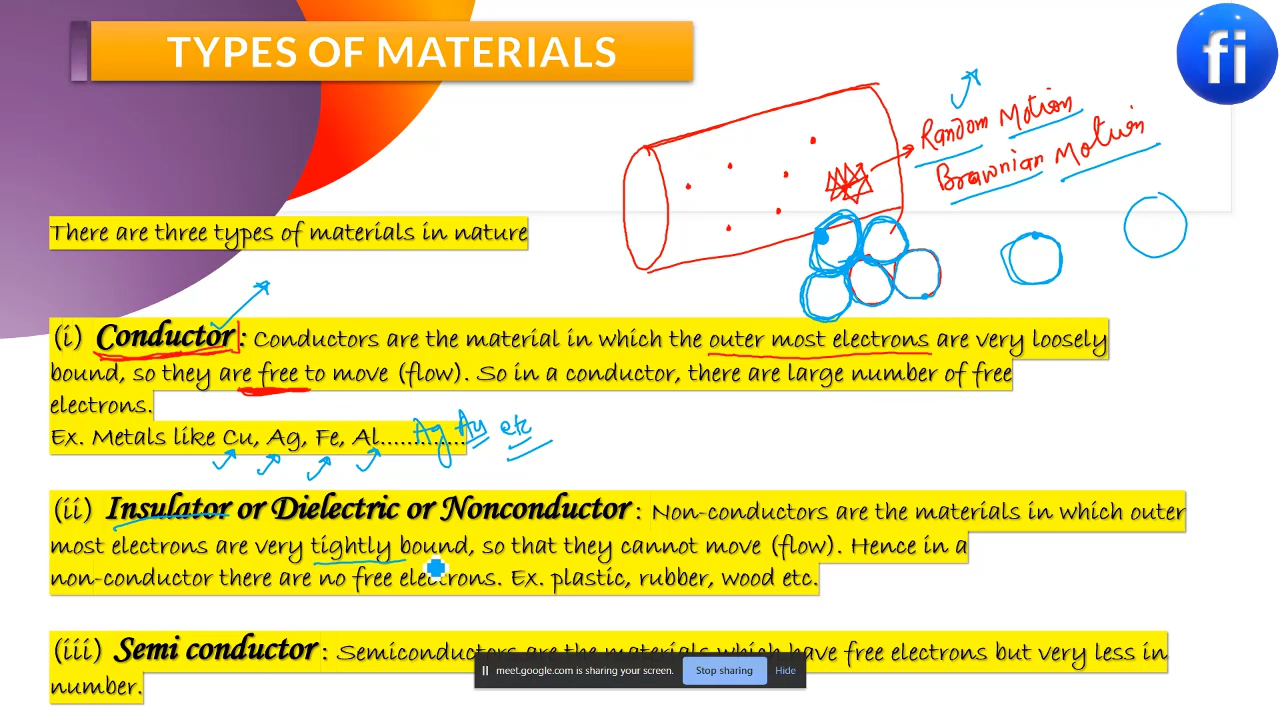 TYPES OF MATERIALS
fi
Random Motion
Brawnian Motion
There are three types of materials in nature
(i) Conductor : Conductors are the material in which the outer most electrons are very loosely
bound, so they are free to move (flow). So in a conductor, there are large number of free
electrons.
Ex. Metals like Cu, Ag, Fe, Al.............. Ag Au etc
(ii) Insulator or Dielectric or Nonconductor : Non-conductors are the materials in which outer
most electrons are very tightly bound, so that they cannot move (flow). Hence in a
non-conductor there are no free electrons. Ex. plastic, rubber, wood etc.
(iii) Semi conductor : Semiconductors are the materials which have free electrons but very less in
number.
meet.google.com is sharing your screen. Stop sharing Hide